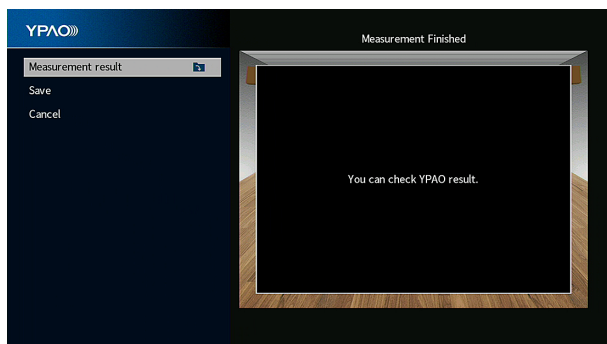 YPAO
Measurement Finished
Measurement result
Save
Cancel
You can check YPAO result.